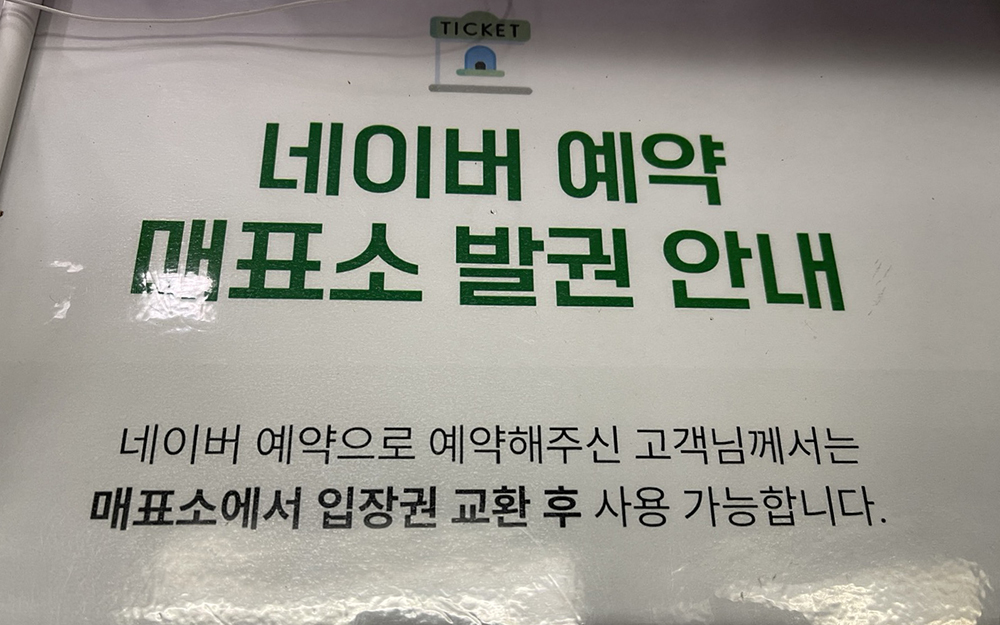 TICKET
네이버 예약
매표소 발권 안내
네이버 예약으로 예약해주신 고객님께서는
매표소에서 입장권 교환 후 사용 가능합니다.